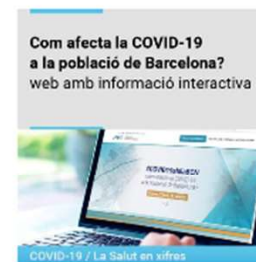 Com afecta la COVID-19
a la població de Barcelona?
web amb informació interactiva
COVID-19 / La Salut en xifres